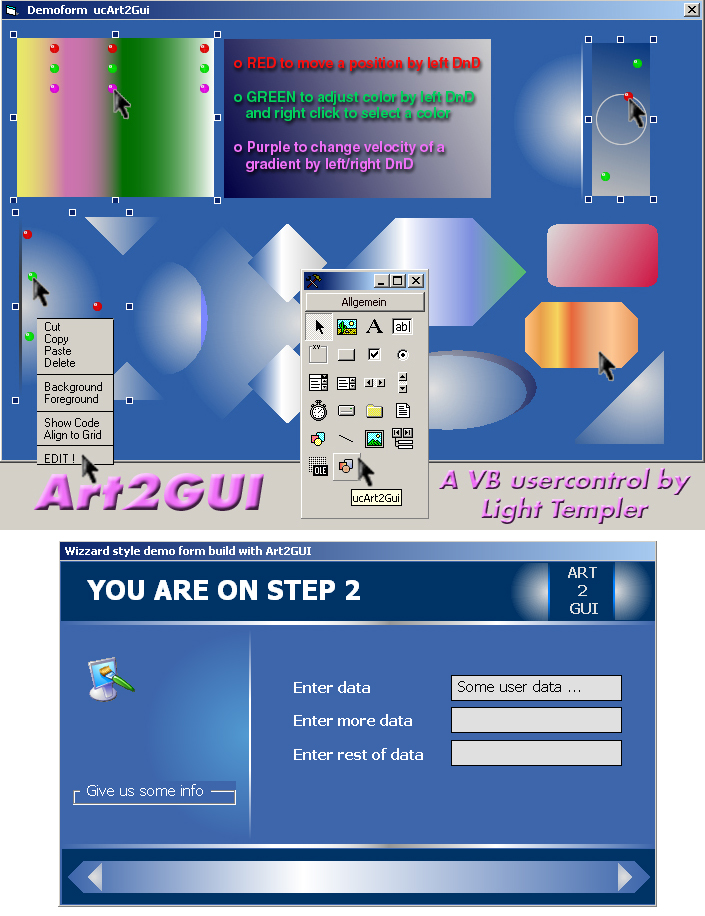 Demoform ucArt2Gui
o RED to move a position by left DnD
o GREEN to adjust color by left DnD
and right click to select a color
o Purple to change velocity of a
gradient by left/right DnD
Allgemein
A
ab
xy
OLE
ucArt2Gui
Cut
Copy
Paste
Delete
Background
Foreground
Show Code
Align to Grid
EDIT !
Art2GUI
A VB usercontrol by
Light Templer
Wizzard style demo form build with Art2GUI
YOU ARE ON STEP 2
ART
2
GUI
Enter data
Some user data ...
Enter more data
Enter rest of data
Give us some info